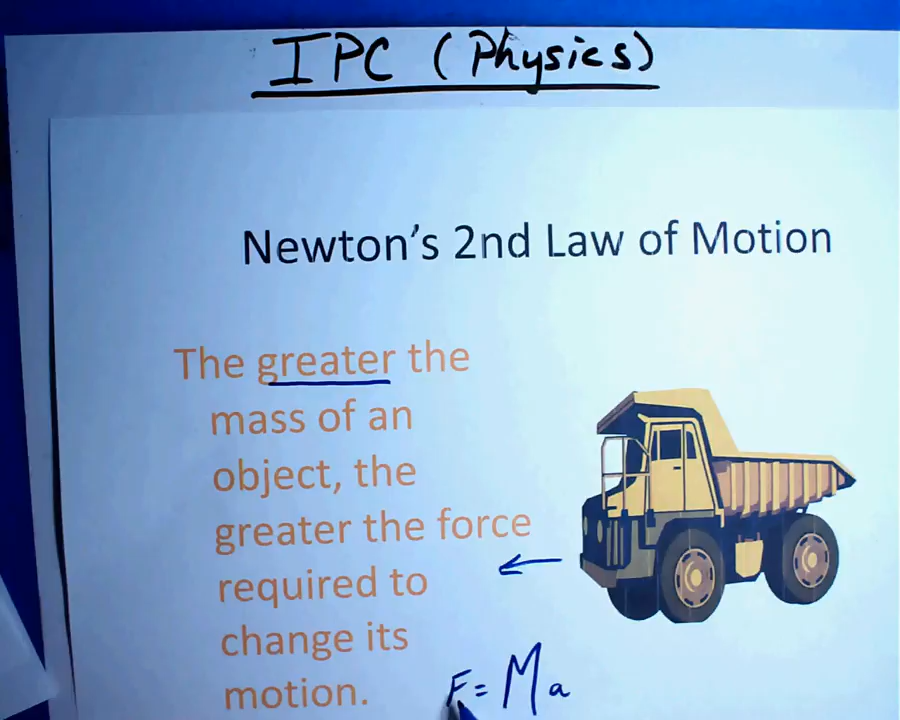 IPC (Physics)
Newton's 2nd Law of Motion
The greater the
mass of an
object, the
greater the force
required to
change its
motion.
F = Ma